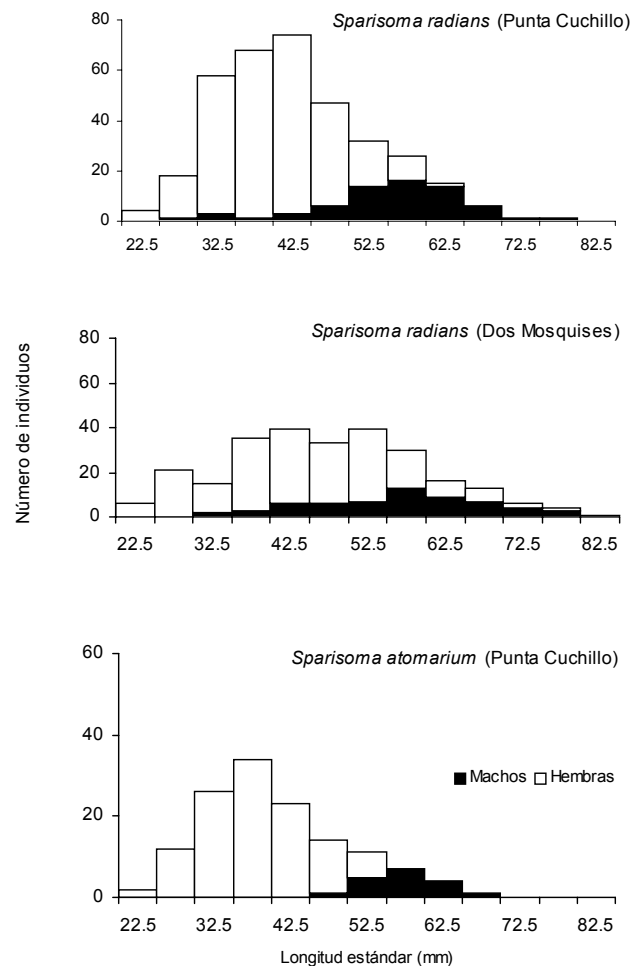 Sparisoma radians (Punta Cuchillo)
80
60
40
20
0
22.5 32.5 42.5 52.5 62.5 72.5 82.5
Número de individuos
Sparisoma radians (Dos Mosquises)
80
60
40
20
0
22.5 32.5 42.5 52.5 62.5 72.5 82.5
Sparisoma atomarium (Punta Cuchillo)
60
40
20
0
Machos Hembras
22.5 32.5 42.5 52.5 62.5 72.5 82.5
Longitud estándar (mm)